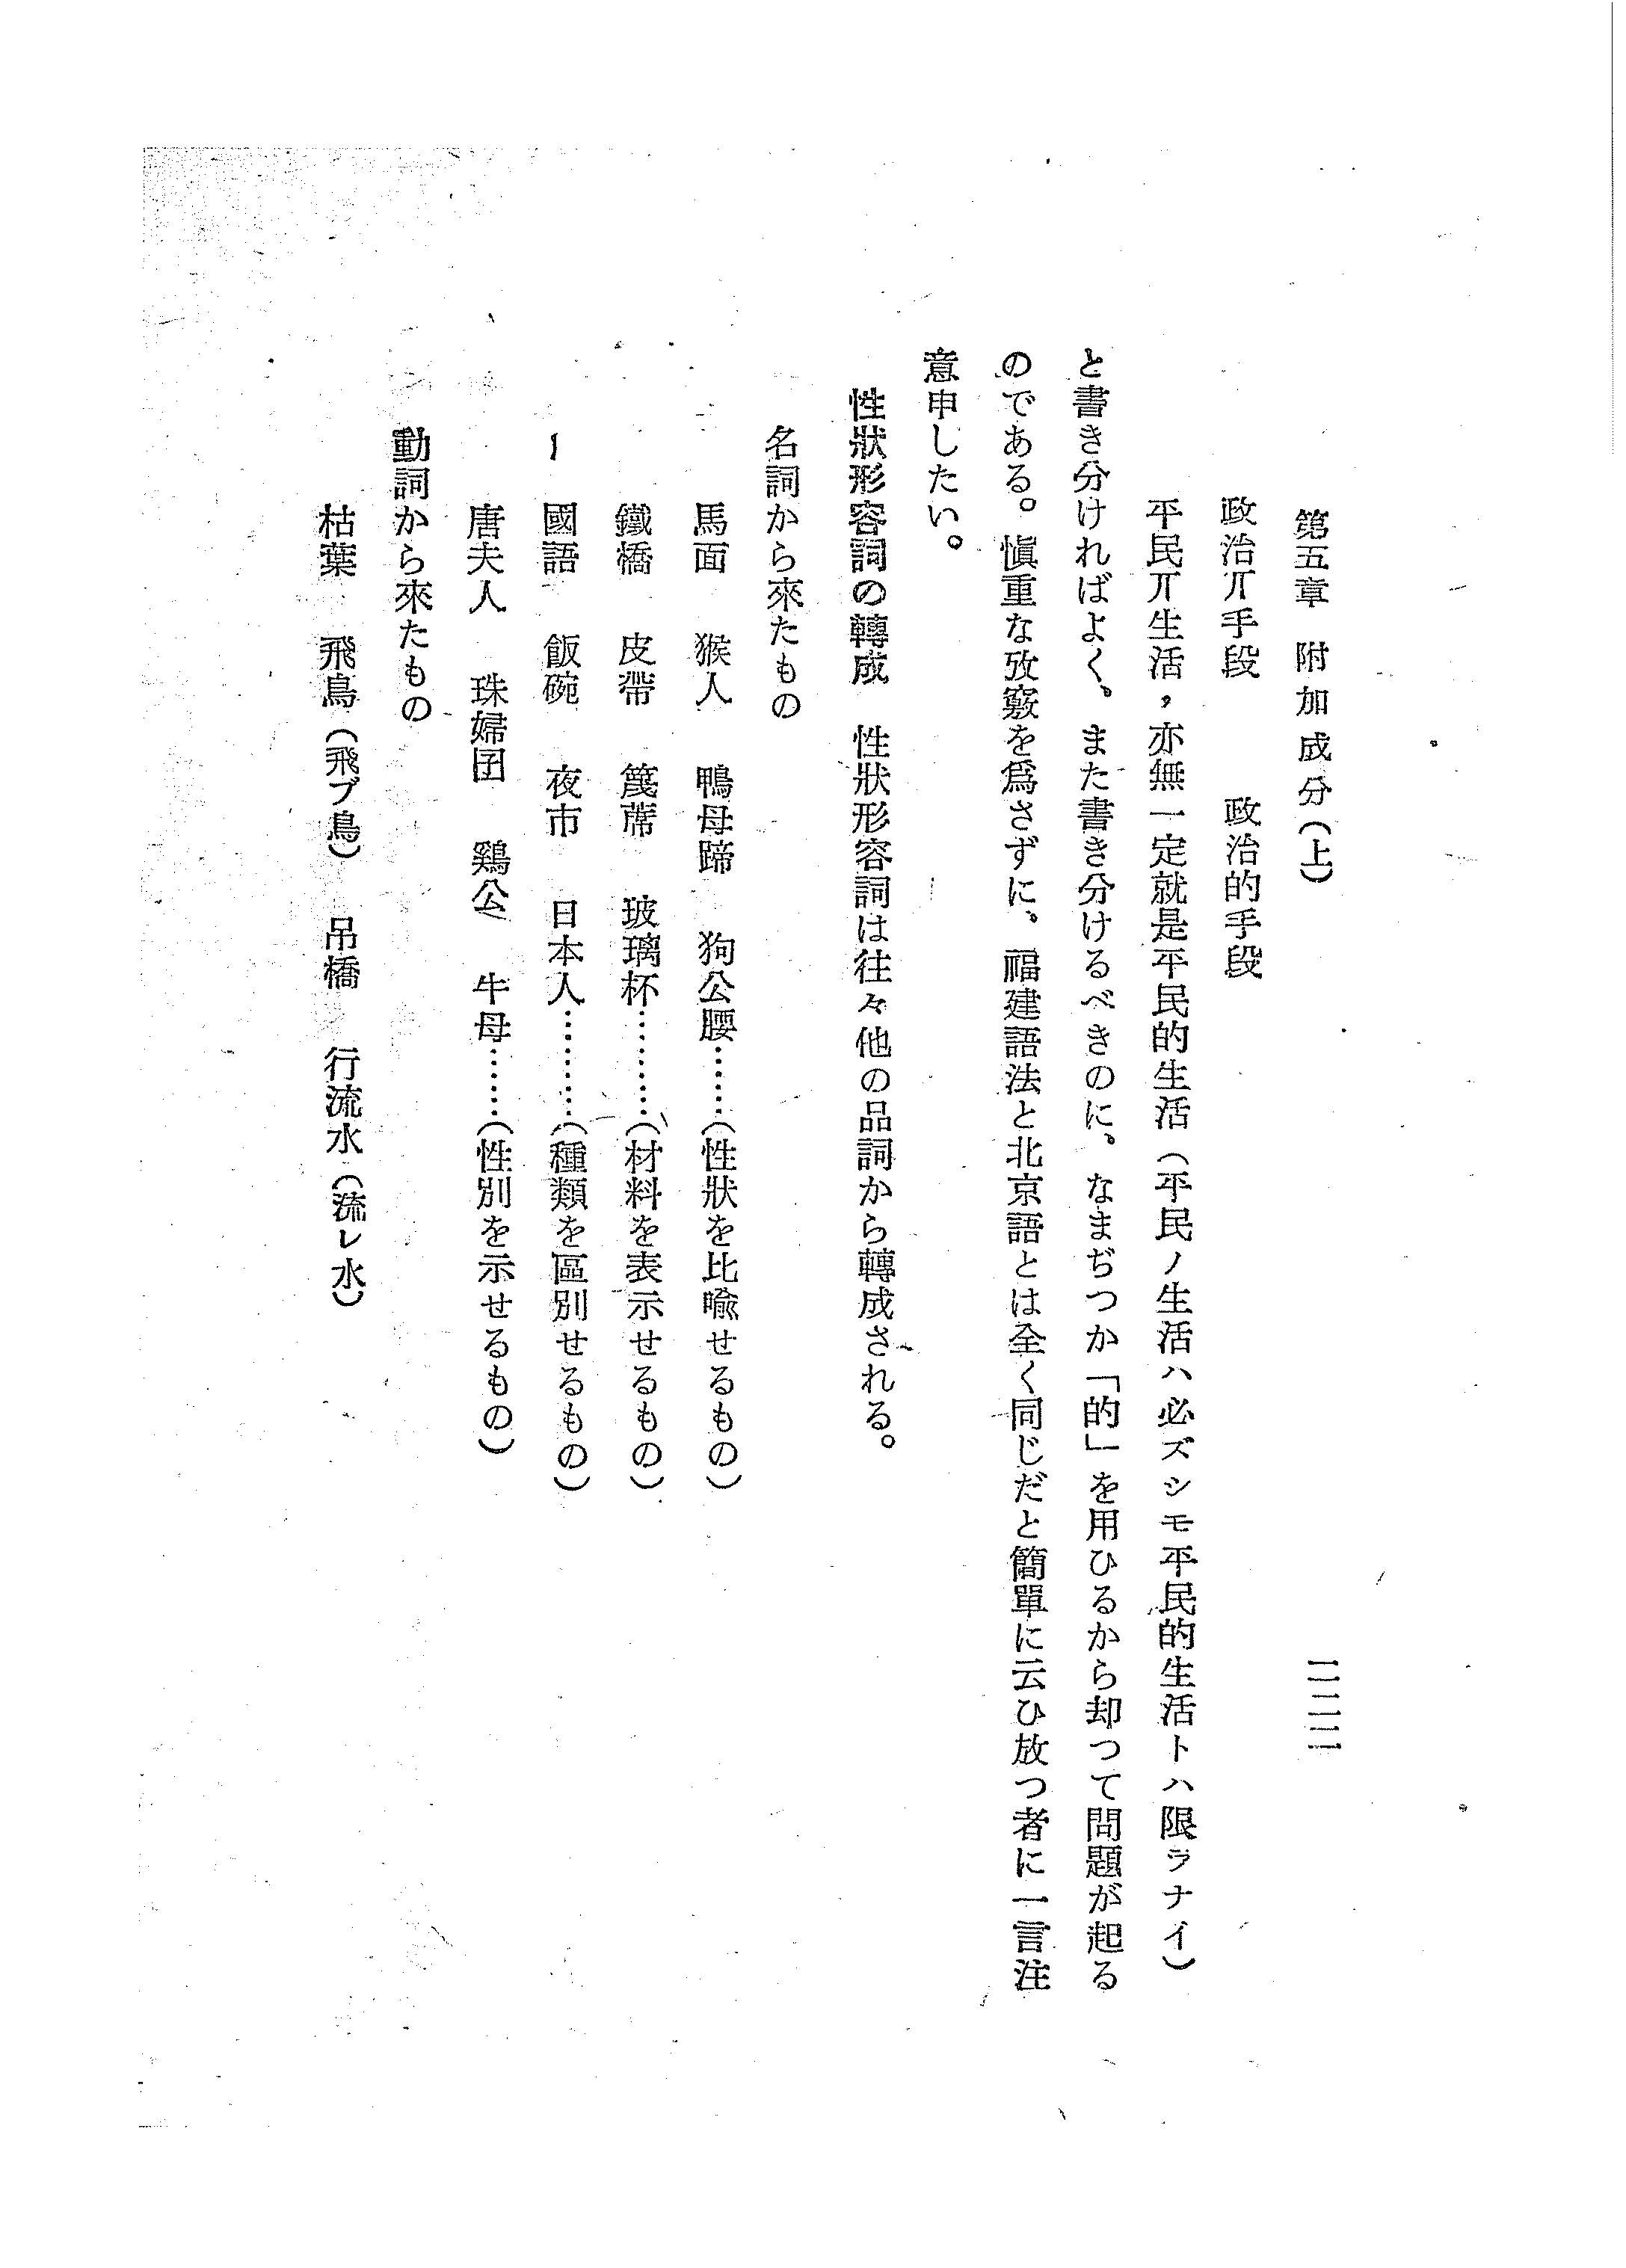 第五章　附加成分（上）　一二二
政治丌手段　政治的手段
平民丌生活，亦無一定就是平民的生活（平民ノ生活ハ必ズシモ平民的生活トハ限ラナイ）
と書き分ければよく、また書き分けるべきのに、なまぢつか「的」を用ひるから却つて問題が起る
のである。愼重な攷竅を爲さずに、福建語法と北京語とは全く同じだと簡單に云ひ放つ者に一言注
意申したい。
性狀形容詞の轉成　性狀形容詞は往々他の品詞から轉成される。
名詞から來たもの
馬面　猴人　鴨母蹄　狗公腰……（性狀を比喩せるもの）
鐵橋　皮帶　篾蓆　玻璃杯………（材料を表示せるもの）
國語　飯碗　夜市　日本人………（種類を區別せるもの）
唐夫人　珠婦囝　鷄公　牛母……（性別を示せるもの）
動詞から來たもの
枯葉　飛鳥（飛ブ鳥）　吊橋　行流水（流レ水）